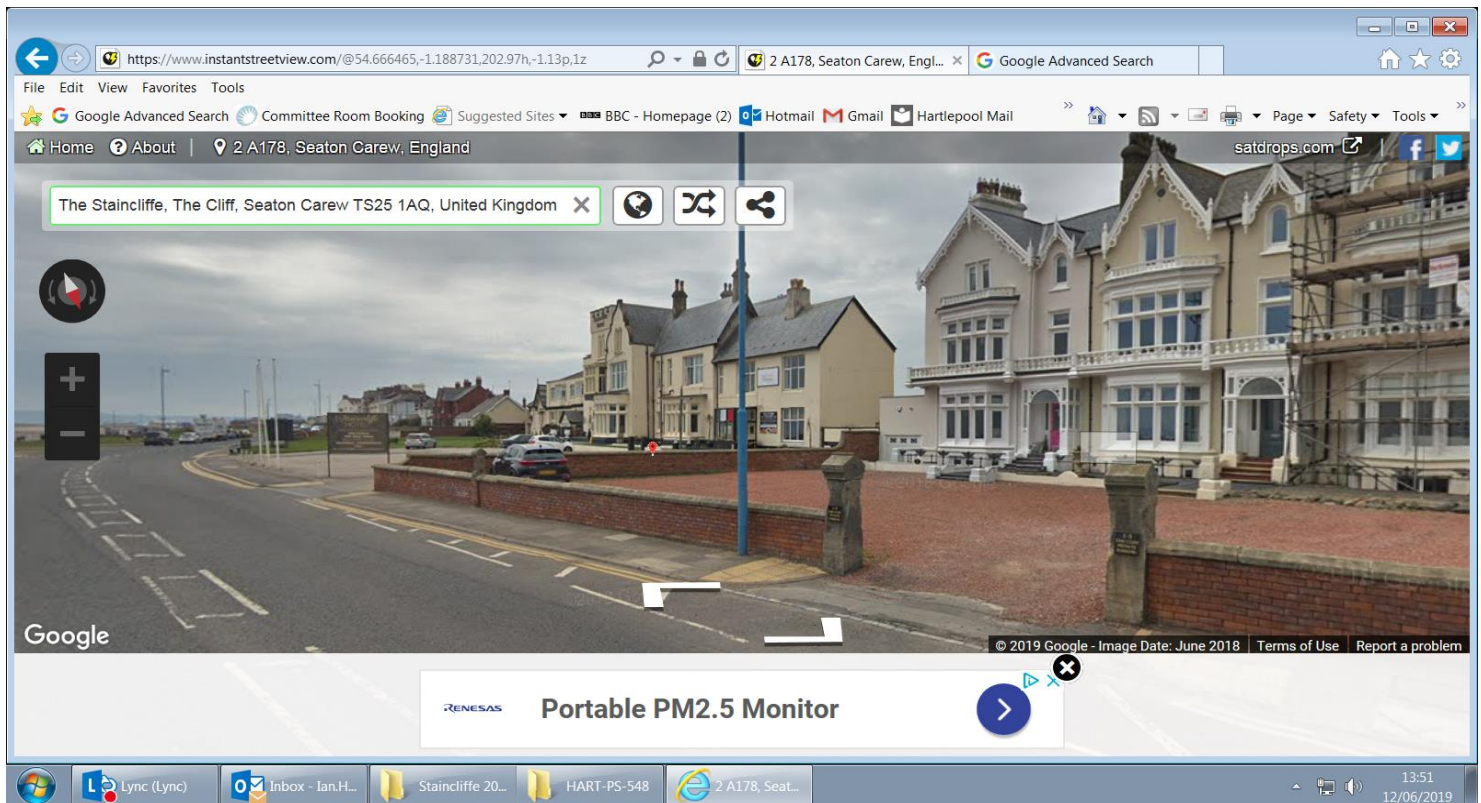 https://www.instantstreetview.com/@54.666465,-1.188731,202.97h,-1.13p,1z
2 A178, Seaton Carew, Engl...
Google Advanced Search
File Edit View Favorites Tools
Google Advanced Search Committee Room Booking Suggested Sites BBC BBC - Homepage (2) Hotmail Gmail Hartlepool Mail Page Safety Tools
Home About | 2 A178, Seaton Carew, England satdrops.com
The Staincliffe, The Cliff, Seaton Carew TS25 1AQ, United Kingdom
Google
© 2019 Google - Image Date: June 2018 Terms of Use Report a problem
RENESAS Portable PM2.5 Monitor
Lync (Lync) Inbox - Ian.H... Staincliffe 20... HART-PS-548 2 A178, Seat...
13:51
12/06/2019